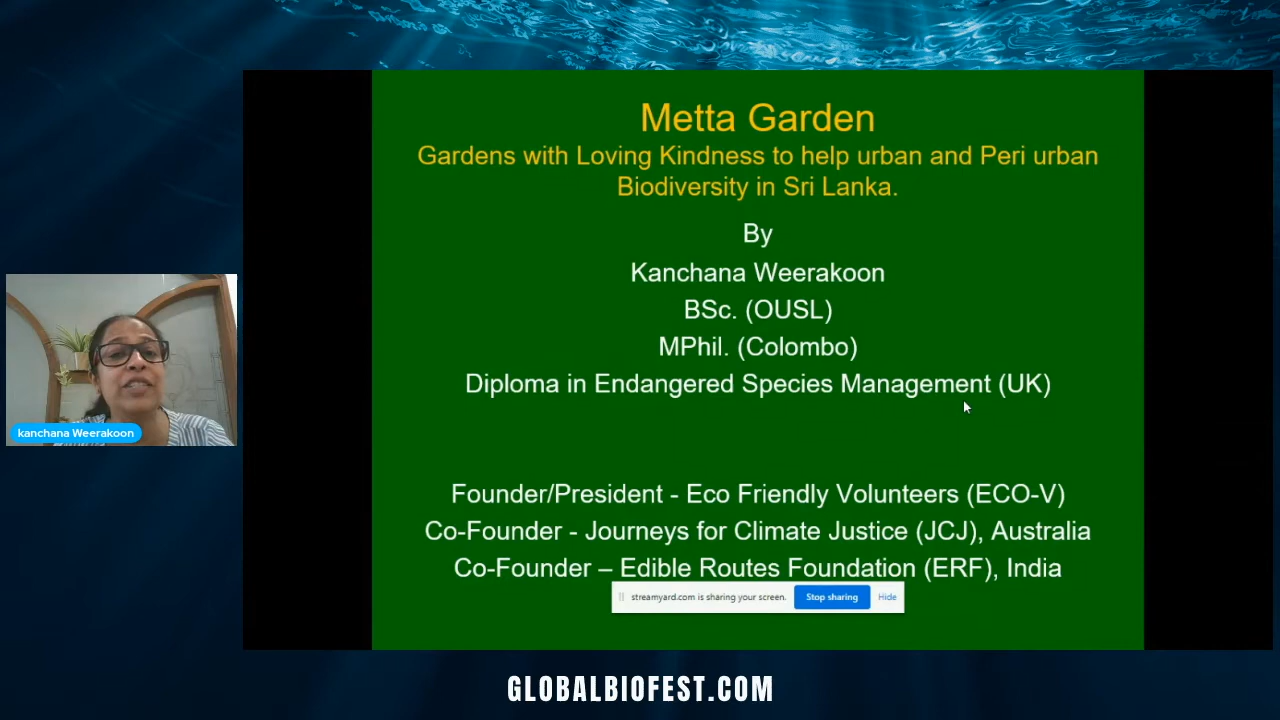 Metta Garden
Gardens with Loving Kindness to help urban and Peri urban
Biodiversity in Sri Lanka.
By
Kanchana Weerakoon
BSc. (OUSL)
MPhil. (Colombo)
Diploma in Endangered Species Management (UK)
kanchana Weerakoon
Founder/President - Eco Friendly Volunteers (ECO-V)
Co-Founder - Journeys for Climate Justice (JCJ), Australia
Co-Founder – Edible Routes Foundation (ERF), India
streamyard.com is sharing your screen. Stop sharing Hide
GLOBALBIOFEST.COM